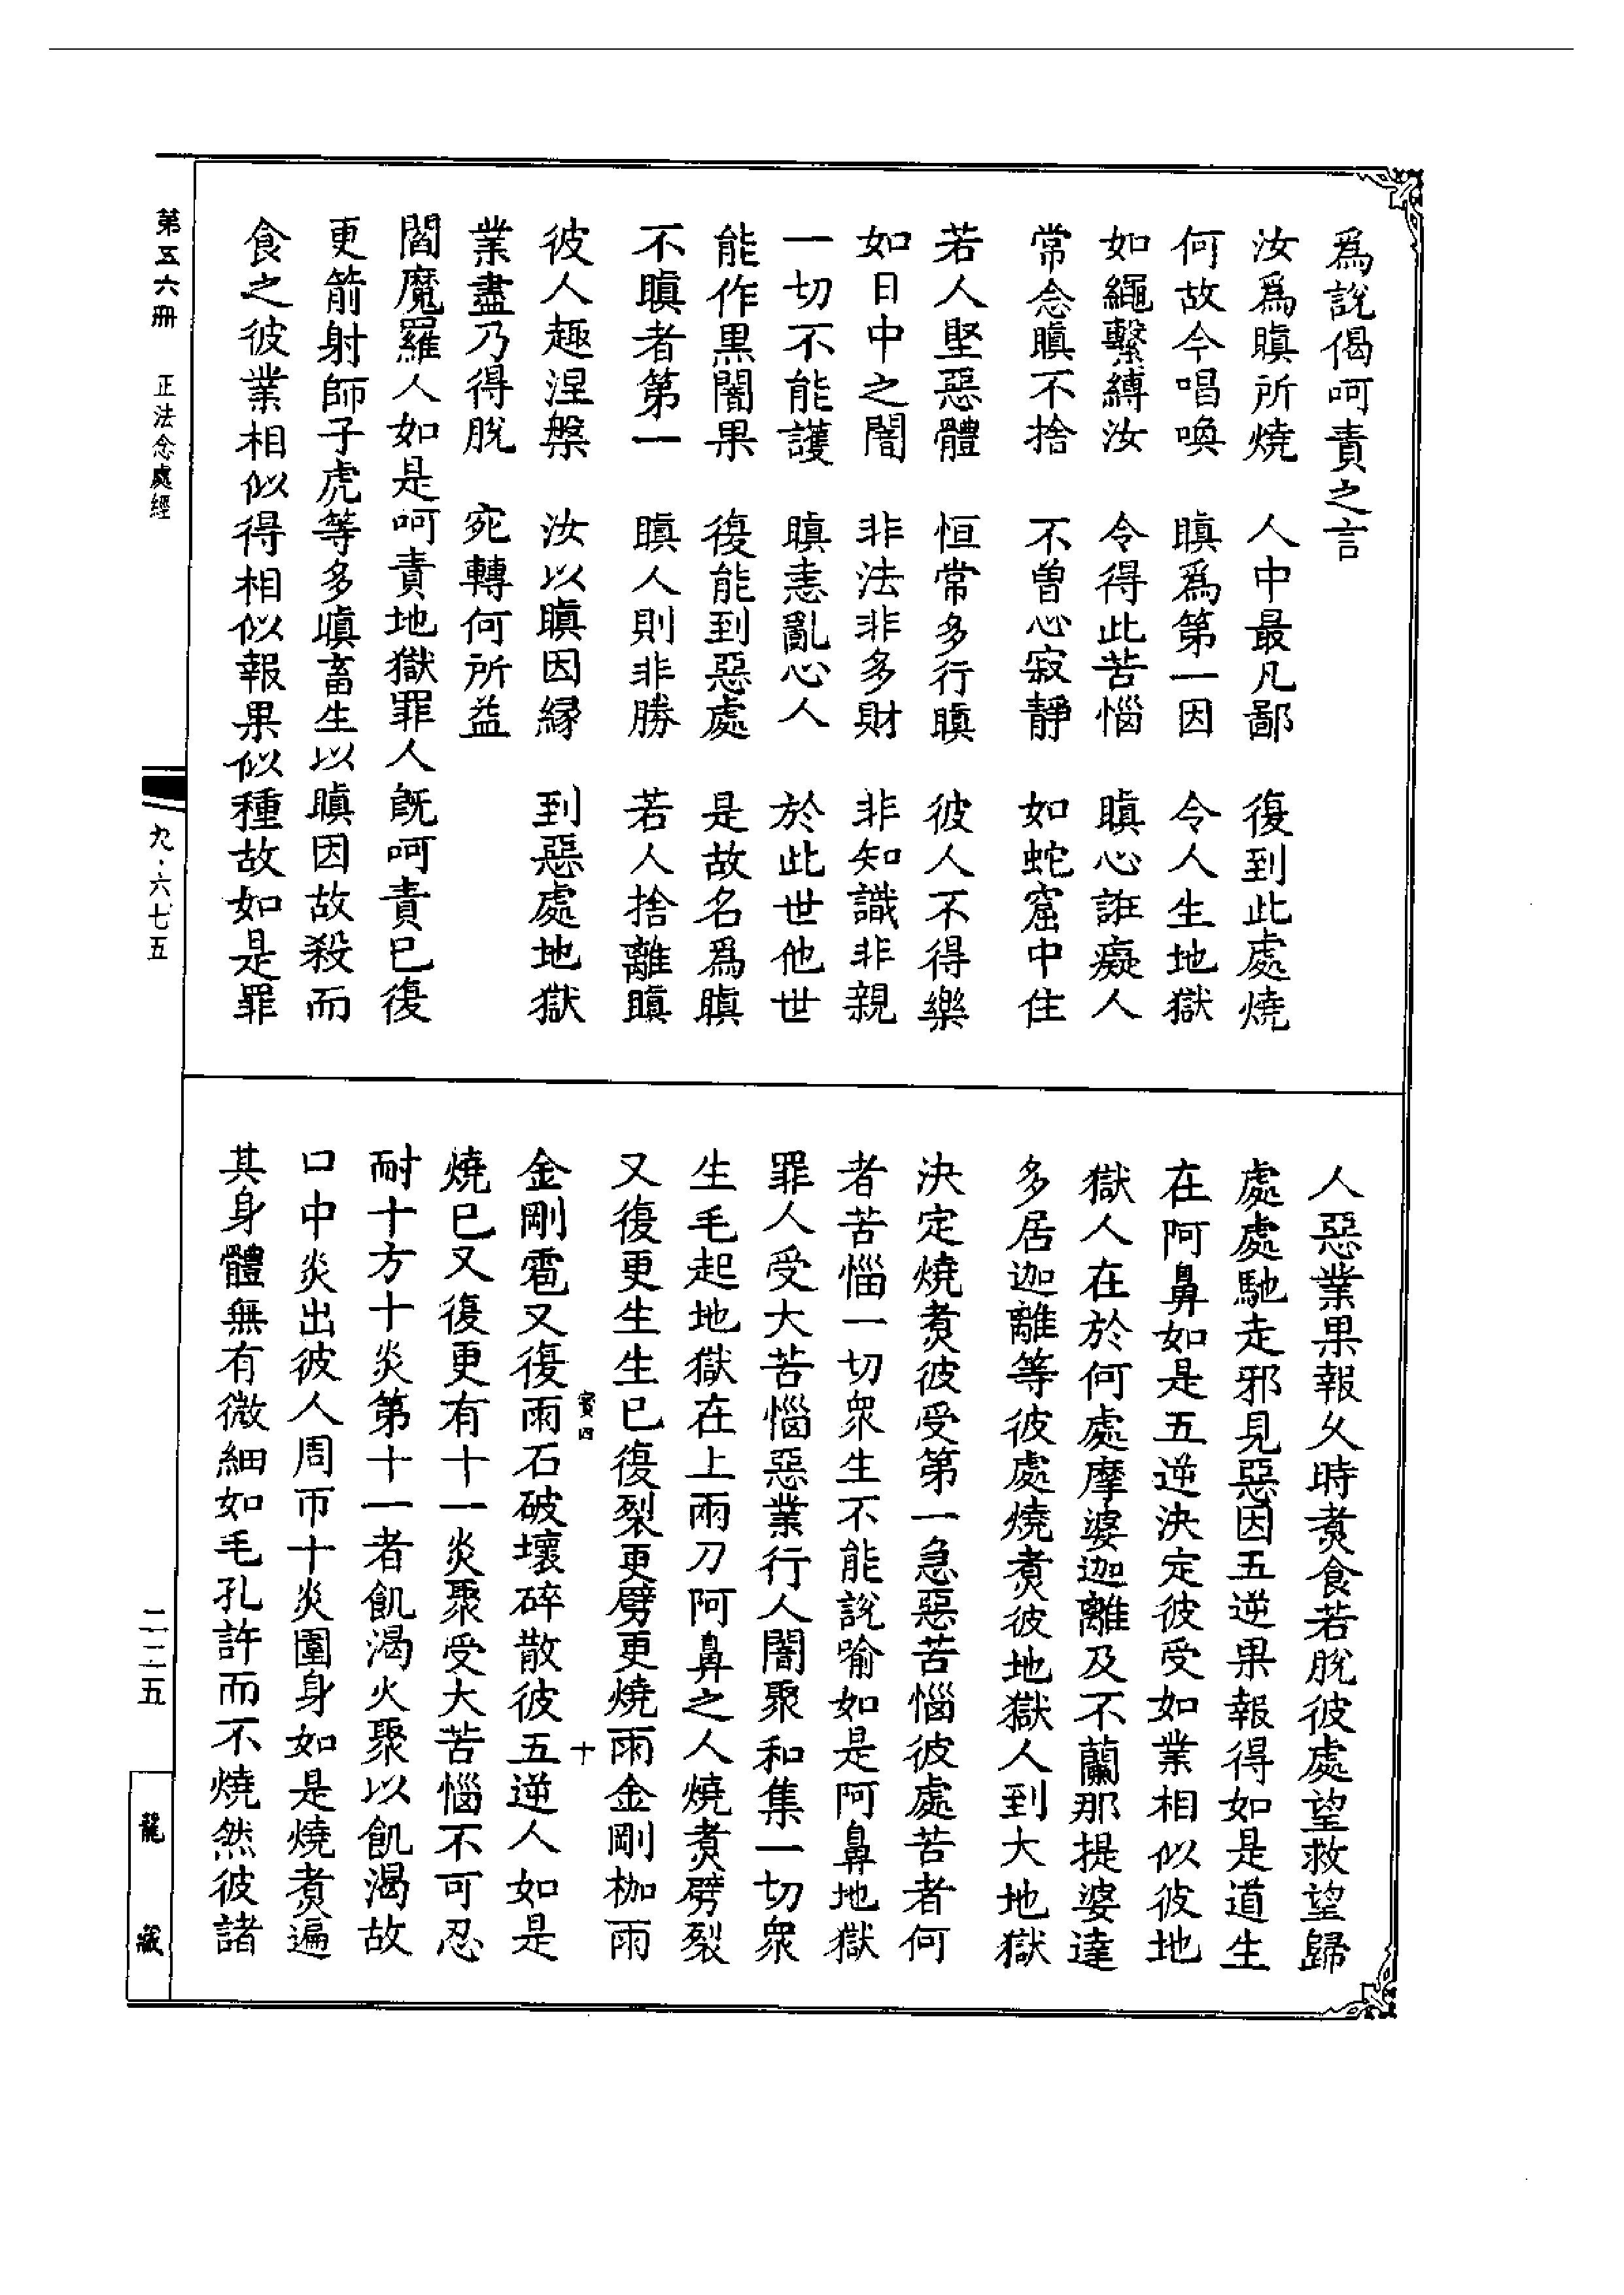 爲說偈呵責之言
汝爲瞋所燒　人中最凡鄙　復到此處燒
何故今唱喚　瞋爲第一因　令人生地獄
如繩繫縛汝　令得此苦惱　瞋心誑癡人
常念瞋不捨　不曾心寂靜　如蛇窟中住
若人堅惡體　恒常多行瞋　彼人不得樂
如日中之闇　非法非多財　非知識非親
一切不能護　瞋恚亂心人　於此世他世
能作黑闇果　復能到惡處　是故名爲瞋
不瞋者第一　瞋人則非勝　若人捨離瞋
彼人趣涅槃　汝以瞋因緣　到惡處地獄
業盡乃得脫　宛轉何所益
閻魔羅人如是呵責地獄罪人旣呵責已復
更箭射師子虎等多瞋畜生以瞋因故殺而
食之彼業相似得相似報果似種故如是罪
人惡業果報久時煮食若脫彼處望救望歸
處處馳走邪見惡因五逆果報得如是道生
在阿鼻如是五逆決定彼受如業相似彼地
獄人在於何處摩婆迦離及不蘭那提婆達
多居迦離等彼處燒煮彼地獄人到大地獄
決定燒煮彼受第一急惡苦惱彼處苦者何
者苦惱一切衆生不能說喻如是阿鼻地獄
罪人受大苦惱惡業行人闇聚和集一切衆
生毛起地獄在上雨刀阿鼻之人燒煮劈裂
又復更生生已復裂更劈更燒雨金剛枷雨
寳四　十
金剛雹又復雨石破壞碎散彼五逆人如是
燒已又復更有十一炎聚受大苦惱不可忍
耐十方十炎第十一者飢渴火聚以飢渴故
口中炎出彼人周帀十炎圍身如是燒煮遍
其身體無有微細如毛孔許而不燒然彼諸
第五六冊　正法念處經　九·六七五
二二五
龍藏